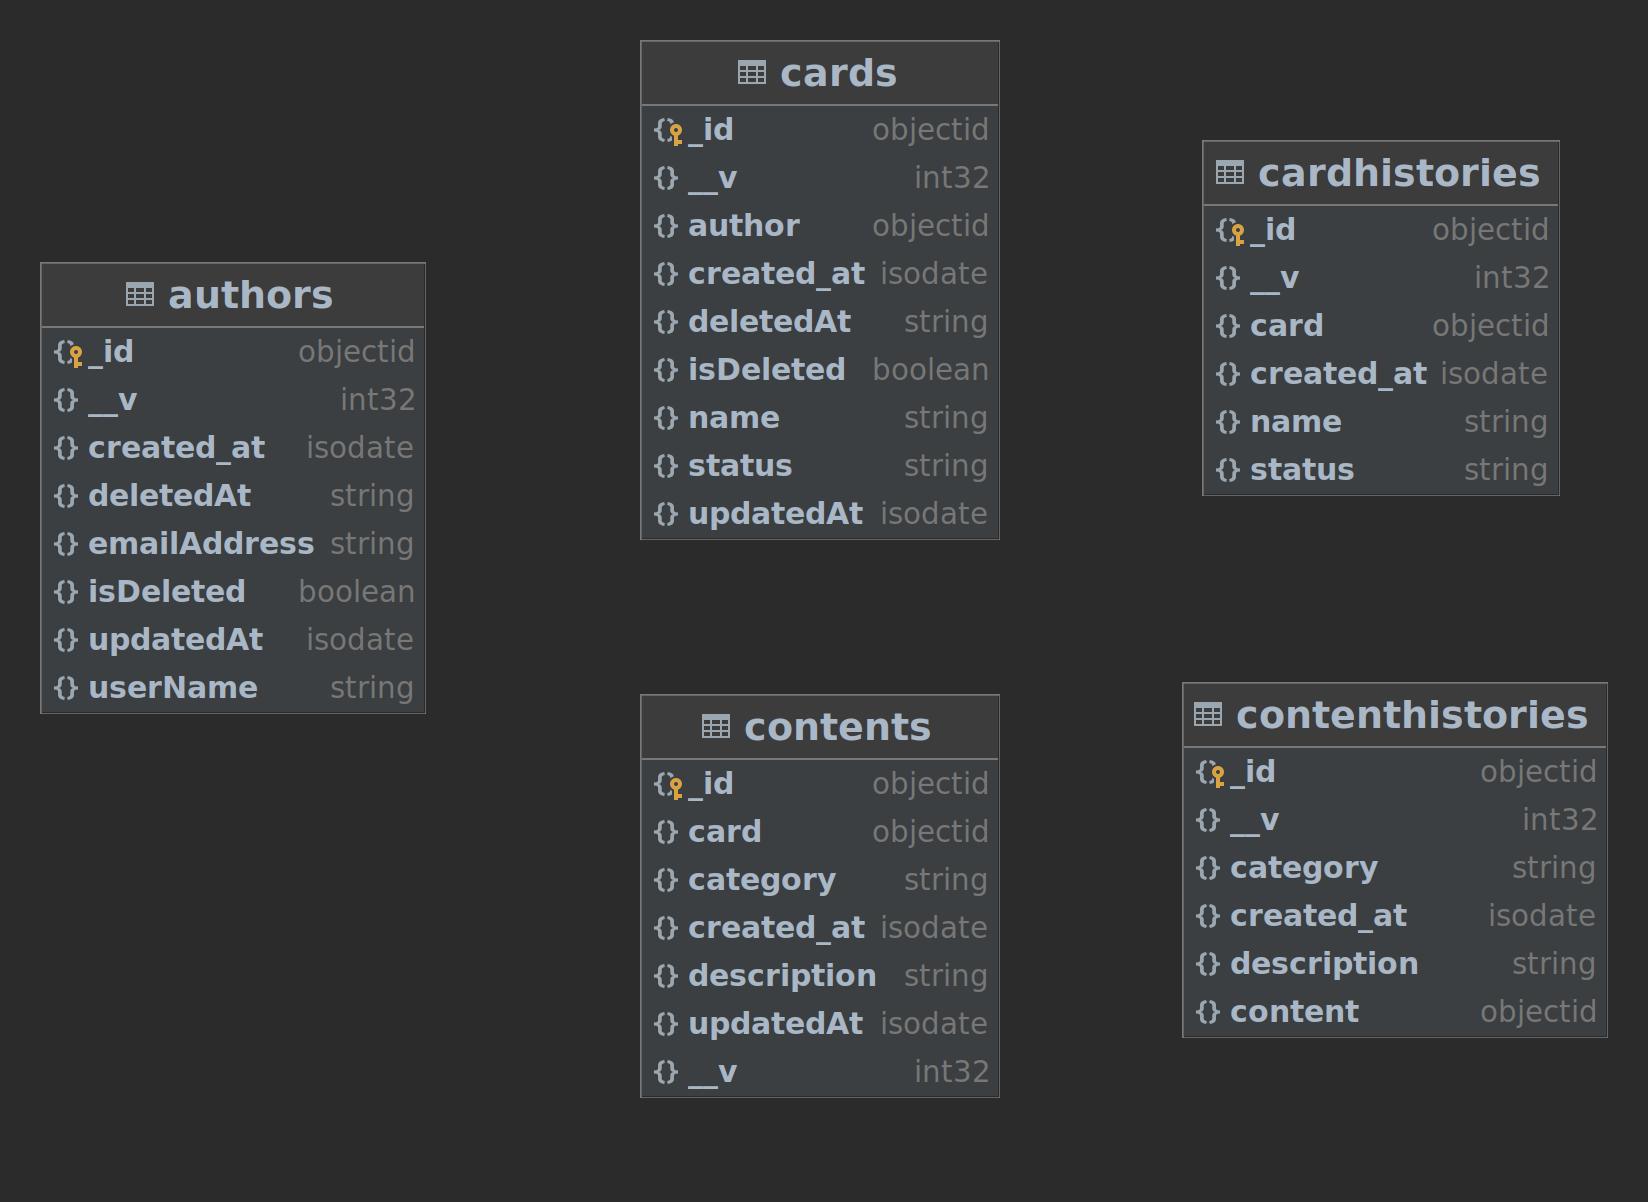 authors
_id objectid
__v int32
created_at isodate
deletedAt string
emailAddress string
isDeleted boolean
updatedAt isodate
userName string
cards
_id objectid
__v int32
author objectid
created_at isodate
deletedAt string
isDeleted boolean
name string
status string
updatedAt isodate
cardhistories
_id objectid
__v int32
card objectid
created_at isodate
name string
status string
contents
_id objectid
card objectid
category string
created_at isodate
description string
updatedAt isodate
__v int32
contenthistories
_id objectid
__v int32
category string
created_at isodate
description string
content objectid